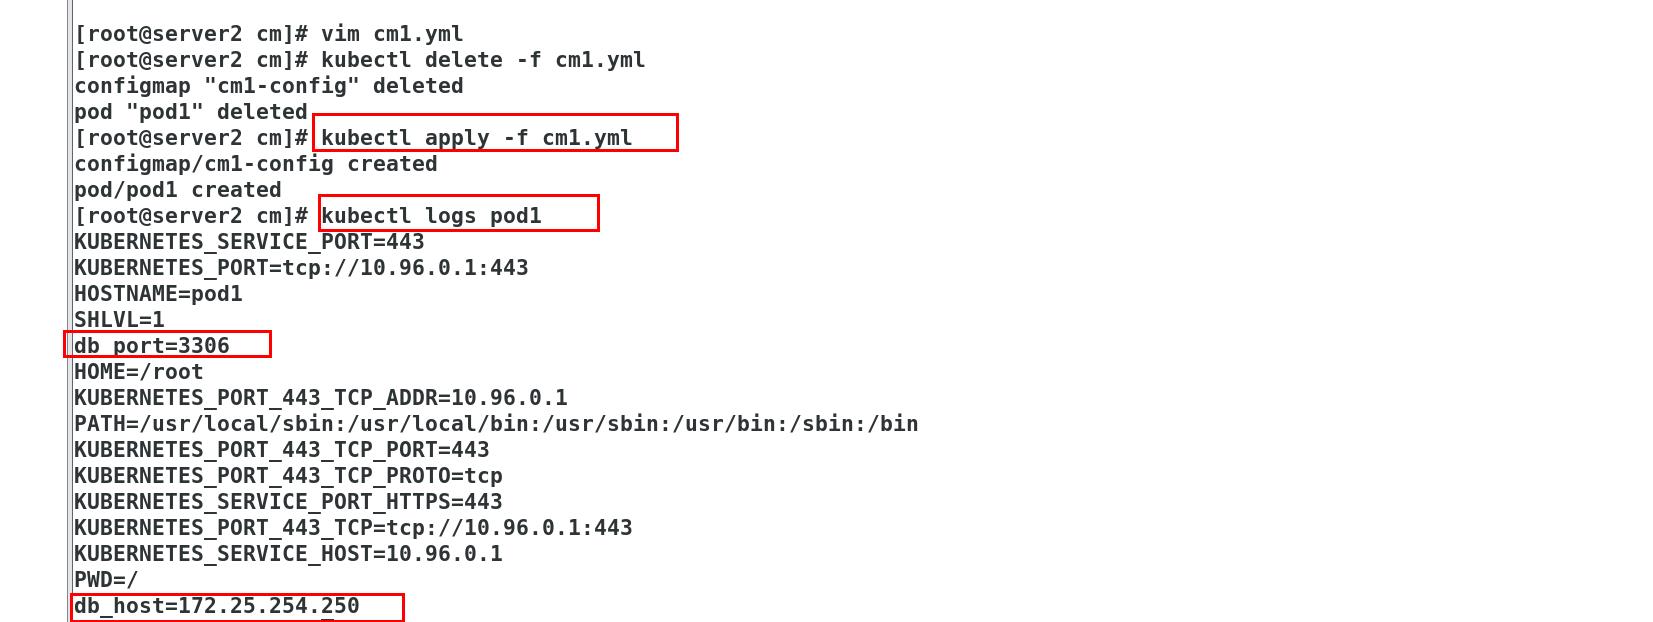 [root@server2 cm]# vim cm1.yml
[root@server2 cm]# kubectl delete -f cm1.yml
configmap "cm1-config" deleted
pod "pod1" deleted
[root@server2 cm]# kubectl apply -f cm1.yml
configmap/cm1-config created
pod/pod1 created
[root@server2 cm]# kubectl logs pod1
KUBERNETES_SERVICE_PORT=443
KUBERNETES_PORT=tcp://10.96.0.1:443
HOSTNAME=pod1
SHLVL=1
db_port=3306
HOME=/root
KUBERNETES_PORT_443_TCP_ADDR=10.96.0.1
PATH=/usr/local/sbin:/usr/local/bin:/usr/sbin:/usr/bin:/sbin:/bin
KUBERNETES_PORT_443_TCP_PORT=443
KUBERNETES_PORT_443_TCP_PROTO=tcp
KUBERNETES_SERVICE_PORT_HTTPS=443
KUBERNETES_PORT_443_TCP=tcp://10.96.0.1:443
KUBERNETES_SERVICE_HOST=10.96.0.1
PWD=/
db_host=172.25.254.250